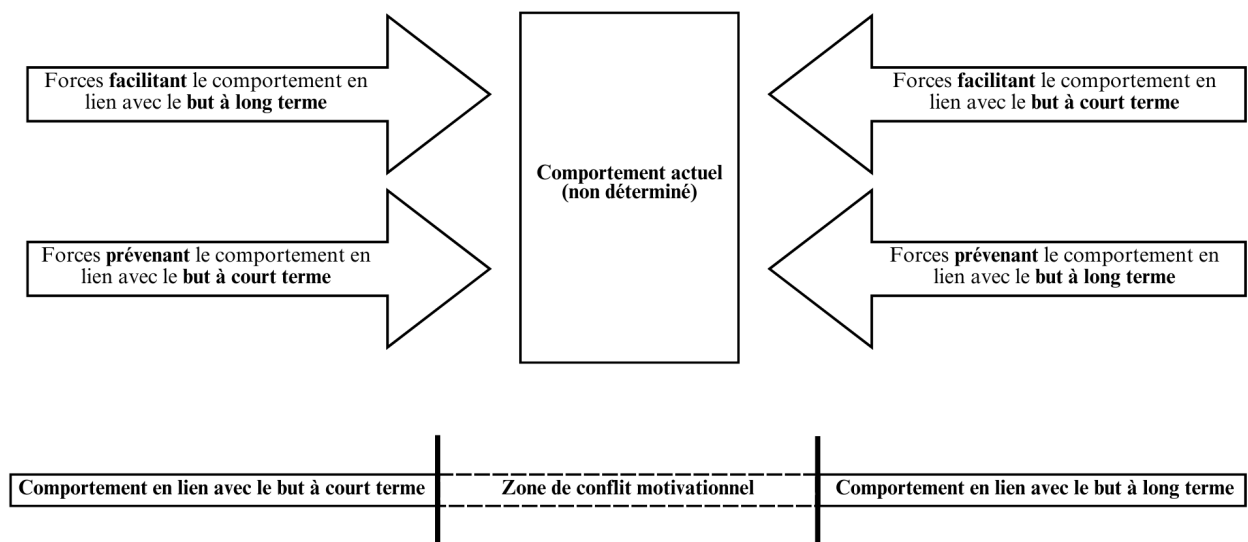 Forces facilitant le comportement en
lien avec le but à long terme
Forces facilitant le comportement en
lien avec le but à court terme
Comportement actuel
(non déterminé)
Forces prévenant le comportement en
lien avec le but à court terme
Forces prévenant le comportement en
lien avec le but à long terme
Comportement en lien avec le but à court terme
Zone de conflit motivationnel
Comportement en lien avec le but à long terme